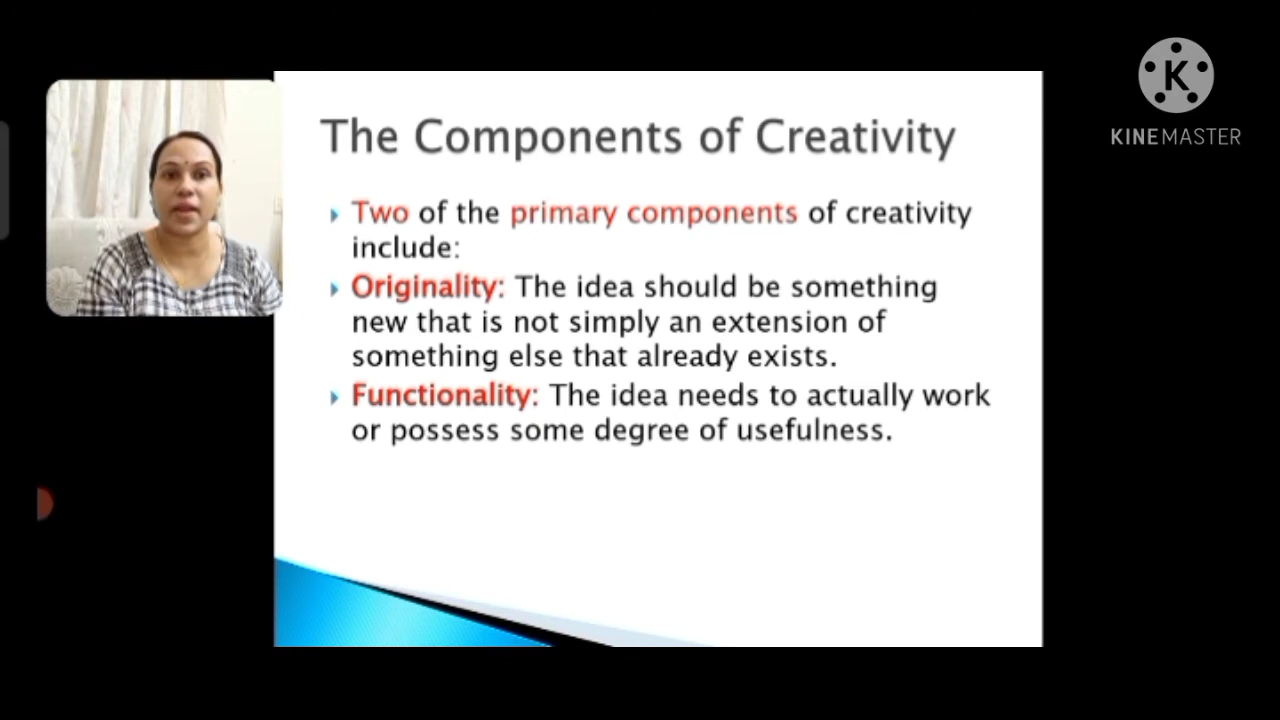 The Components of Creativity
Two of the primary components of creativity
include:
Originality: The idea should be something
new that is not simply an extension of
something else that already exists.
Functionality: The idea needs to actually work
or possess some degree of usefulness.
K
KINEMASTER